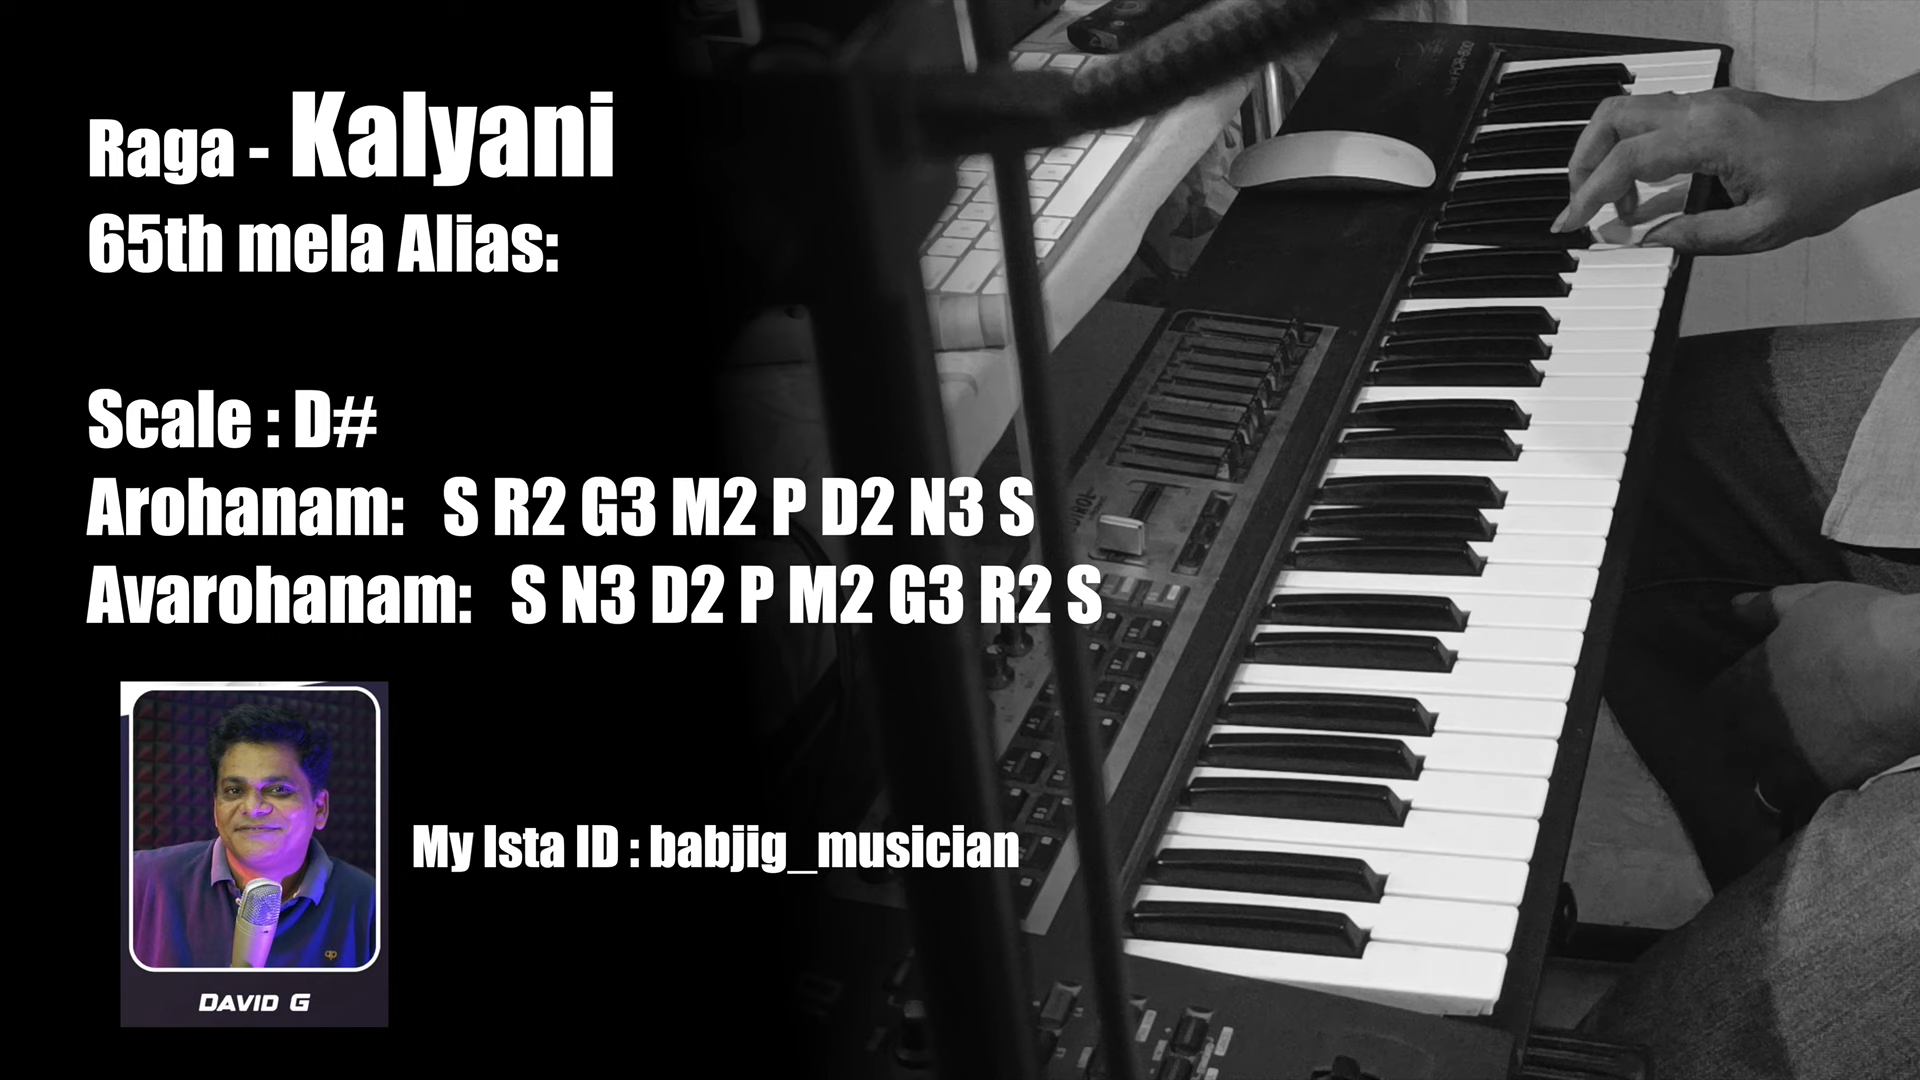 Raga - Kalyani
65th mela Alias:
Scale : D#
Arohanam: S R2 G3 M2 P D2 N3 S
Avarohanam: S N3 D2 P M2 G3 R2 S
My Ista ID : babjig_musician
DAVID G